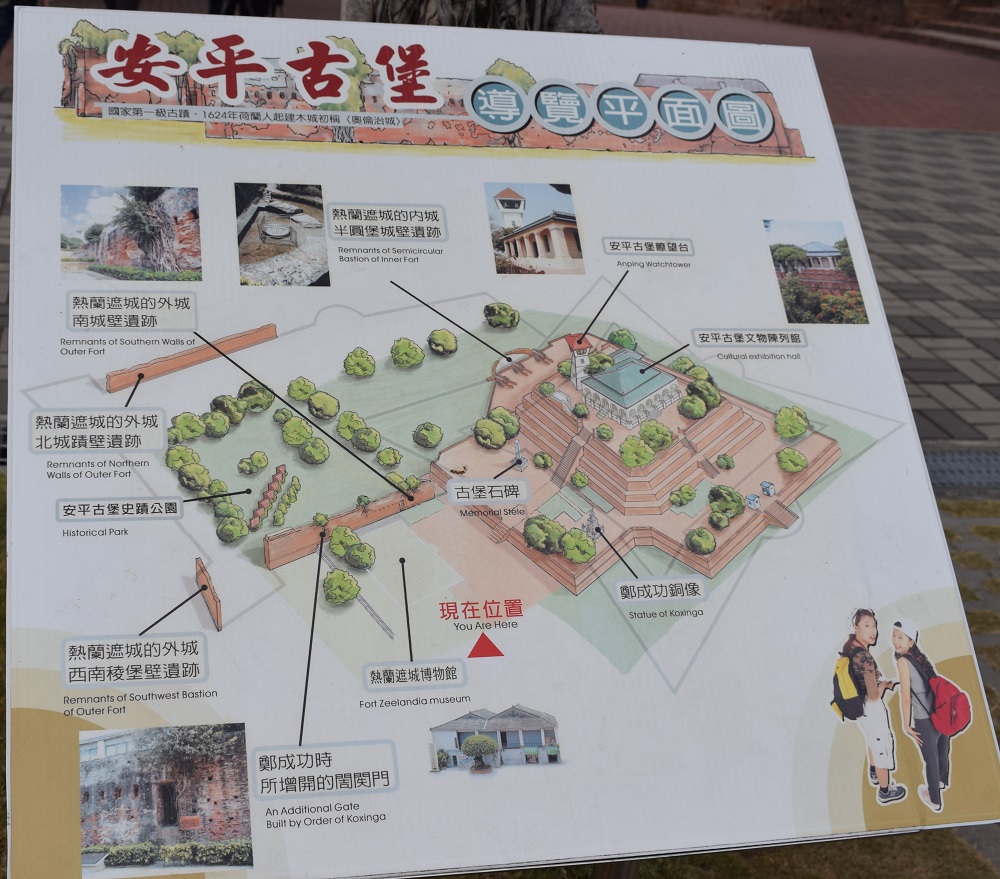 安平古堡
導覽平面圖
國家第一級古蹟・1624年荷蘭人起建木城初稱〈奧倫治城〉
熱蘭遮城的內城
半圓堡城壁遺跡
Remnants of Semicircular
Bastion of Inner Fort
安平古堡瞭望台
Anping Watchtower
熱蘭遮城的外城
南城壁遺跡
Remnants of Southern Walls of
Outer Fort
安平古堡文物陳列館
Cultural exhibition hall
熱蘭遮城的外城
北城蹟壁遺跡
Remnants of Northern
Walls of Outer Fort
古堡石碑
Memorial Stele
安平古堡史蹟公園
Historical Park
鄭成功銅像
Statue of Koxinga
現在位置
You Are Here
熱蘭遮城的外城
西南稜堡壁遺跡
Remnants of Southwest Bastion
of Outer Fort
熱蘭遮城博物館
Fort Zeelandia museum
鄭成功時
所增開的閤閔門
An Additional Gate
Built by Order of Koxinga